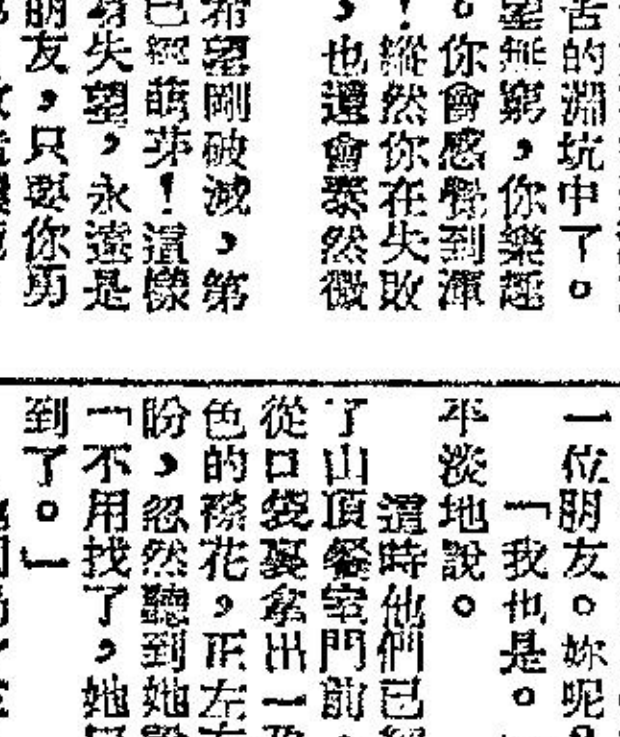 苦的淵坑中了。
望無窮，你樂趣
。你會感覺到渾
！縱然你在失敗
，也還會泰然微
希望剛破滅，第
已經萌芽！這樣
失望，永遠是
朋友，只要你勇
一位朋友。妳呢？
「我也是。
平淡地說。
這時他們已經
了山頂餐室門前，
從口袋裏拿出一
色的襟花，正左右
盼，忽然聽到她
「不用找了，她
到了。」